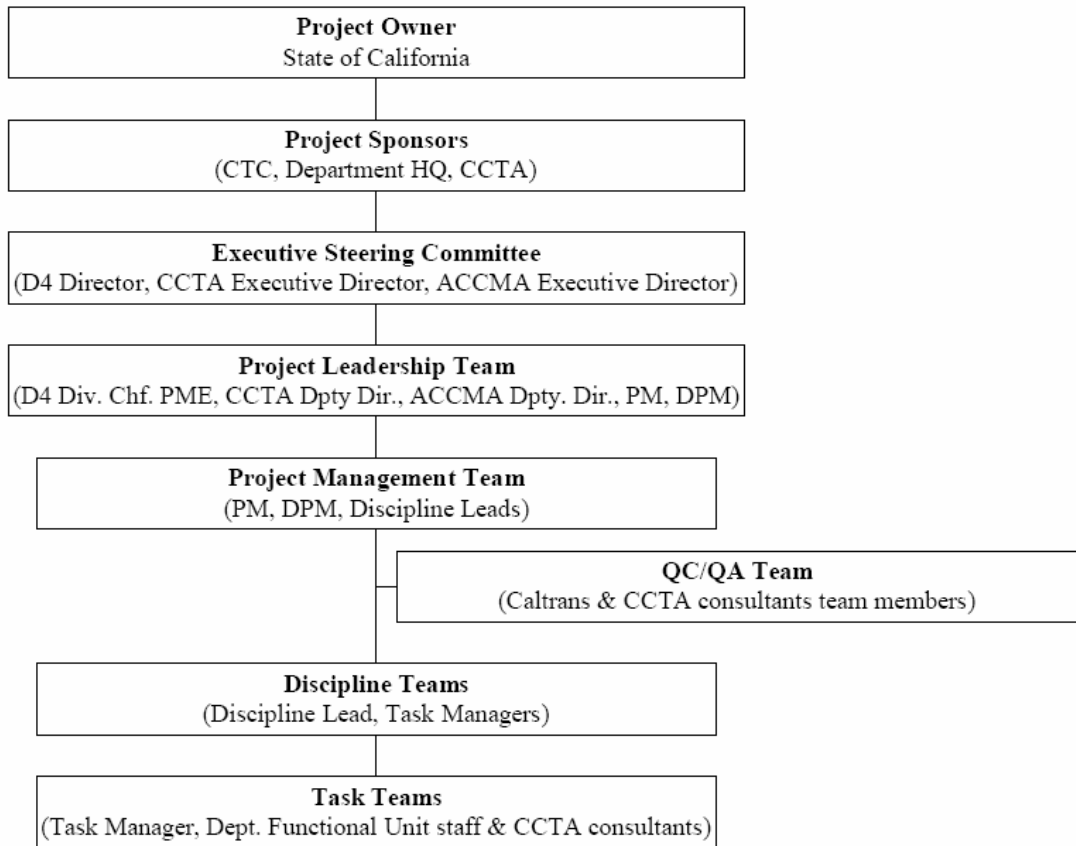 Project Owner
State of California
Project Sponsors
(CTC, Department HQ, CCTA)
Executive Steering Committee
(D4 Director, CCTA Executive Director, ACCMA Executive Director)
Project Leadership Team
(D4 Div. Chf. PME, CCTA Dpty Dir., ACCMA Dpty. Dir., PM, DPM)
Project Management Team
(PM, DPM, Discipline Leads)
QC/QA Team
(Caltrans & CCTA consultants team members)
Discipline Teams
(Discipline Lead, Task Managers)
Task Teams
(Task Manager, Dept. Functional Unit staff & CCTA consultants)